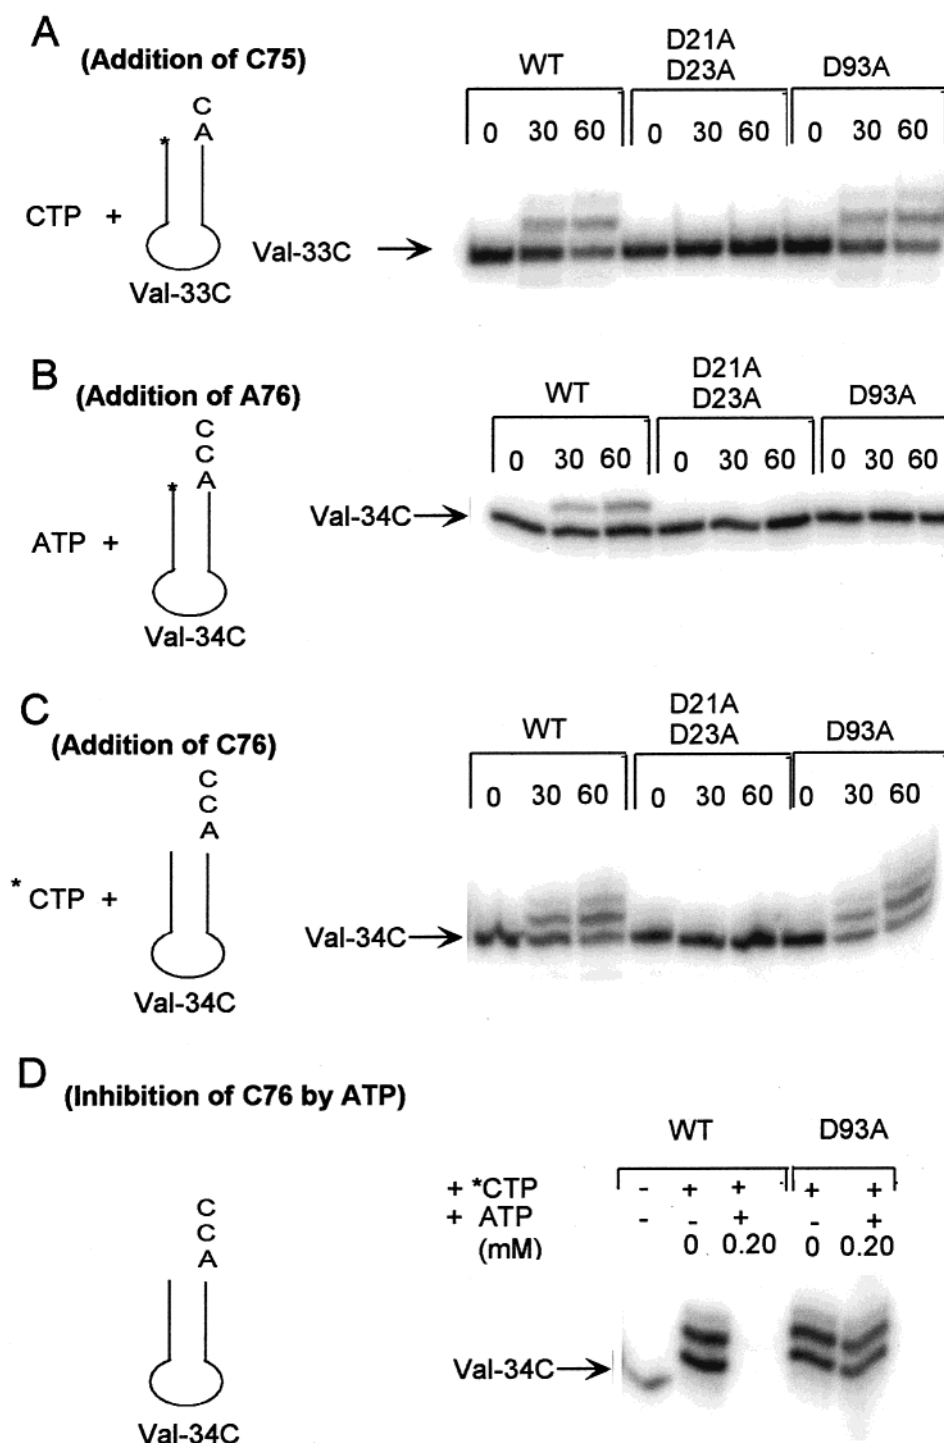 A
(Addition of C75)
C
A
*
CTP +
Val-33C
Val-33C
WT
D21A
D23A
D93A
0 30 60 0 30 60 0 30 60
B
(Addition of A76)
C
C
A
*
ATP +
Val-34C
Val-34C
WT
D21A
D23A
D93A
0 30 60 0 30 60 0 30 60
C
(Addition of C76)
C
C
A
*CTP +
Val-34C
Val-34C
WT
D21A
D23A
D93A
0 30 60 0 30 60 0 30 60
D
(Inhibition of C76 by ATP)
C
C
A
Val-34C
WT D93A
+ *CTP - + + + +
+ ATP - - + - +
(mM) 0 0.20 0 0.20
Val-34C